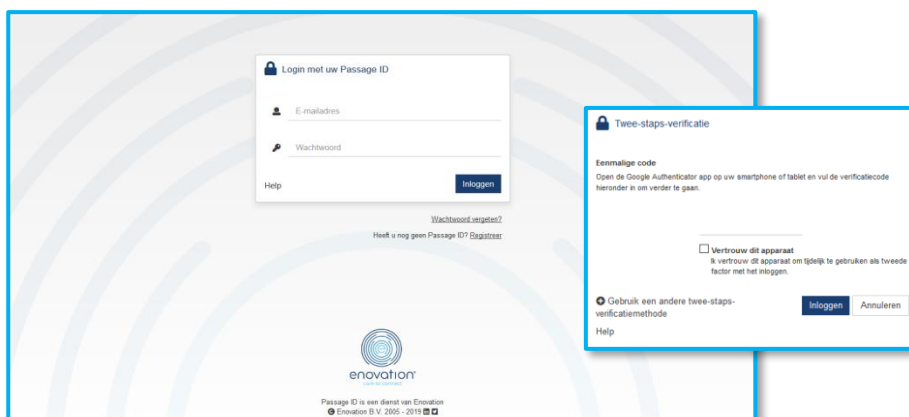 Login met uw Passage ID
E-mailadres
Wachtwoord
Help
Inloggen
Wachtwoord vergeten?
Heeft u nog geen Passage ID? Registreer
enovation
Passage ID is een dienst van Enovation
Enovation B.V. 2005 - 2019
Twee-staps-verificatie
Eenmalige code
Open de Google Authenticator app op uw smartphone of tablet en vul de verificatiecode
hieronder in om verder te gaan.
Vertrouw dit apparaat
Ik vertrouw dit apparaat om tijdelijk te gebruiken als tweede
factor met het inloggen.
Gebruik een andere twee-staps-
verificatiemethode
Inloggen
Annuleren
Help